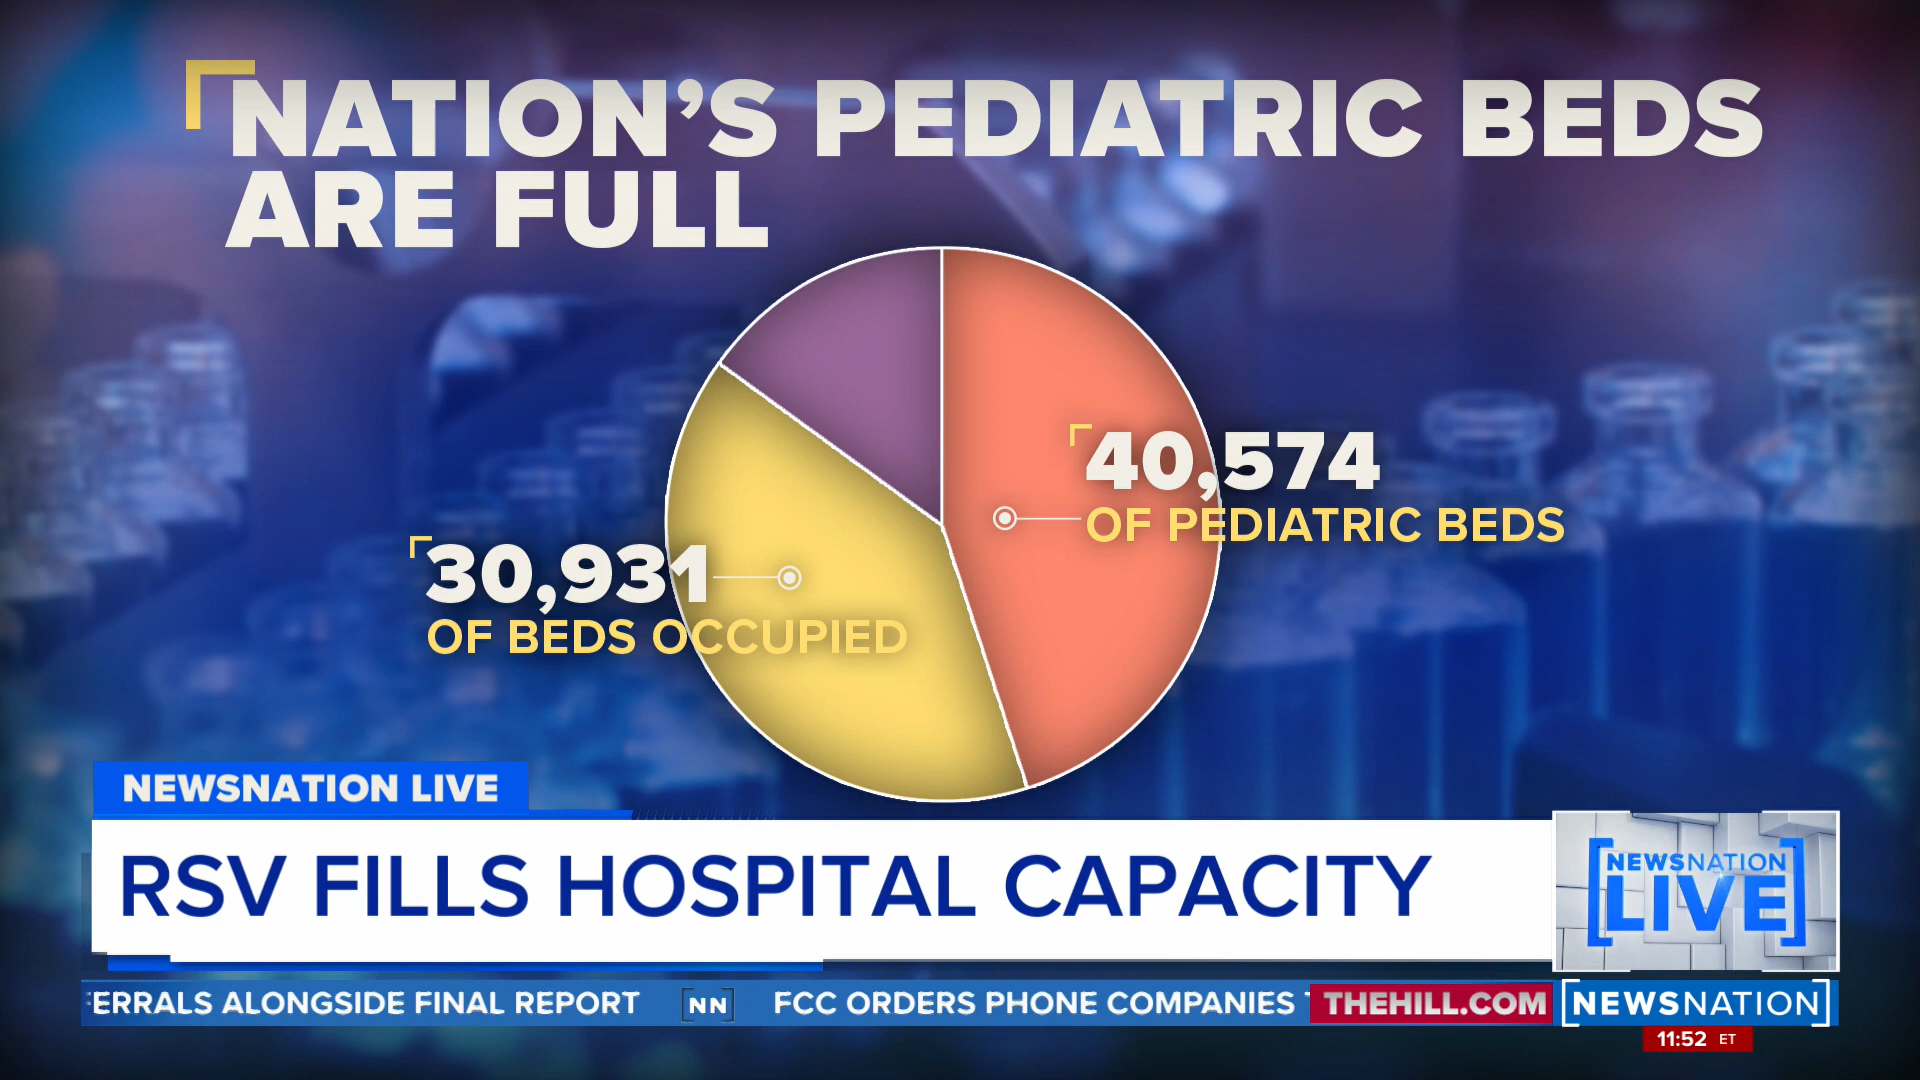 NATION'S PEDIATRIC BEDS
ARE FULL
40,574
OF PEDIATRIC BEDS
30,931
OF BEDS OCCUPIED
NEWSNATION LIVE
RSV FILLS HOSPITAL CAPACITY
NEWSNATION
LIVE
ERRALS ALONGSIDE FINAL REPORT [NN] FCC ORDERS PHONE COMPANIES
THEHILL.COM
NEWSNATION
11:52 ET